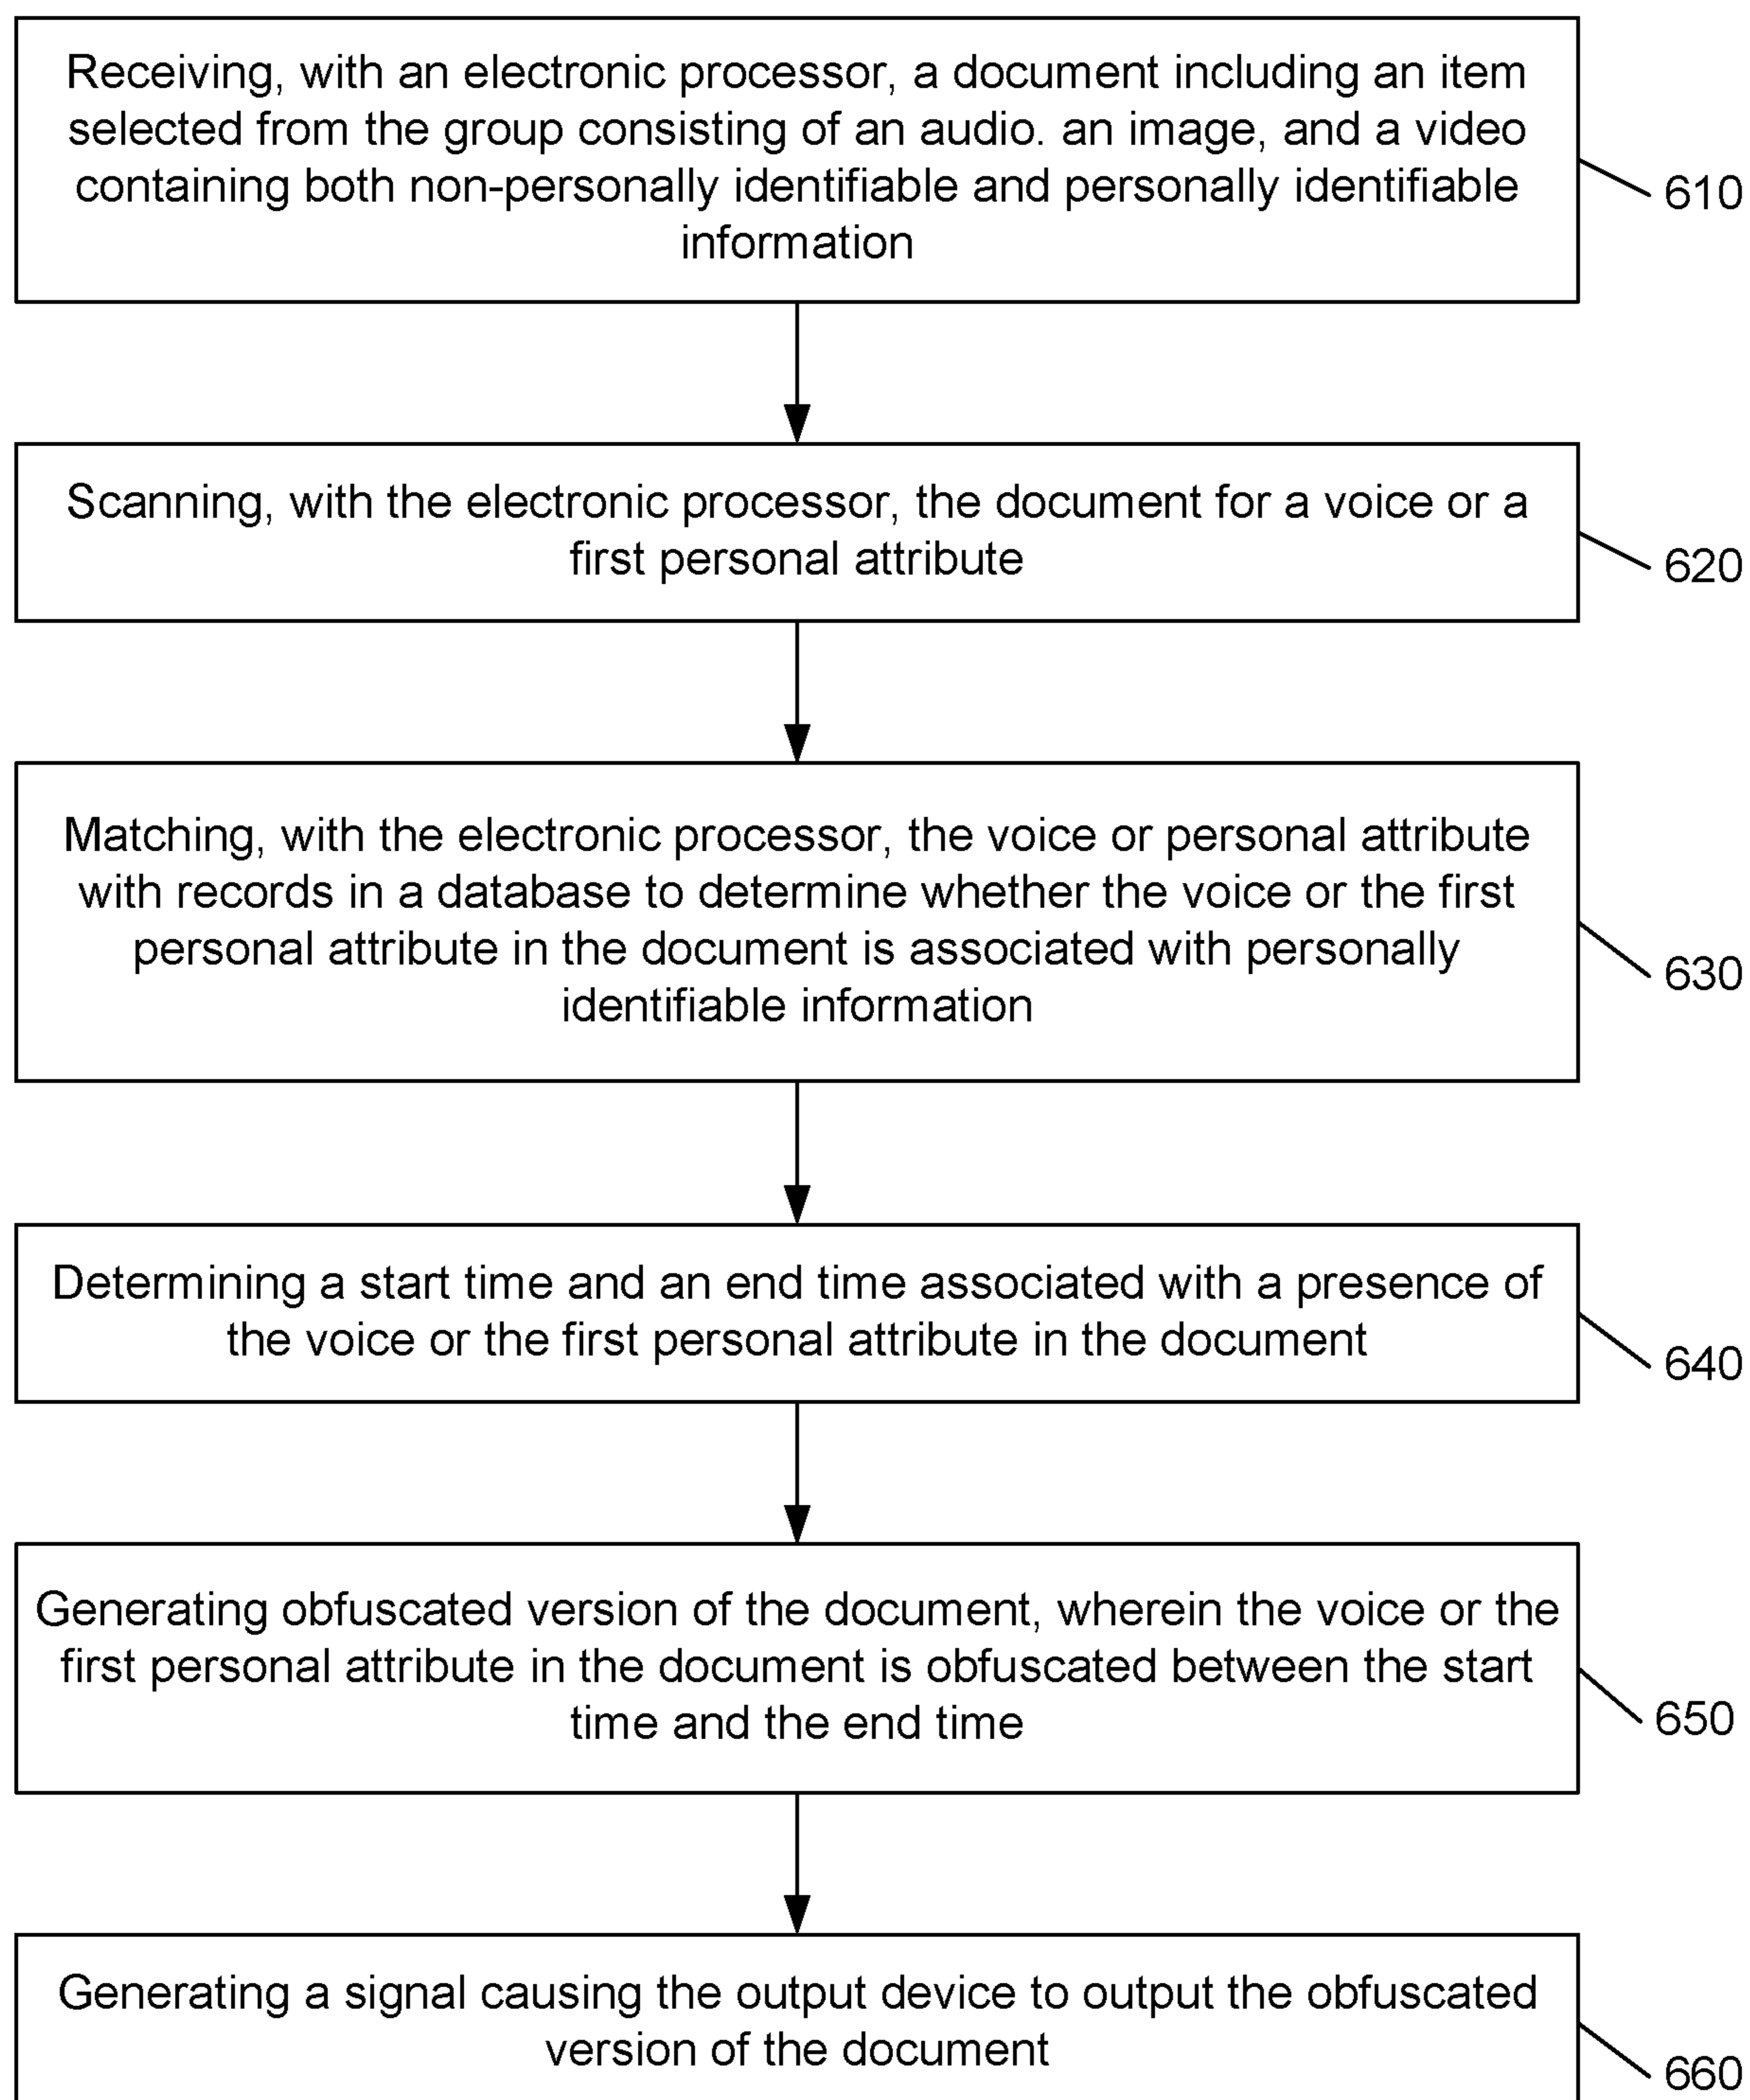 Receiving, with an electronic processor, a document including an item
selected from the group consisting of an audio. an image, and a video
containing both non-personally identifiable and personally identifiable
information
610
Scanning, with the electronic processor, the document for a voice or a
first personal attribute
620
Matching, with the electronic processor, the voice or personal attribute
with records in a database to determine whether the voice or the first
personal attribute in the document is associated with personally
identifiable information
630
Determining a start time and an end time associated with a presence of
the voice or the first personal attribute in the document
640
Generating obfuscated version of the document, wherein the voice or the
first personal attribute in the document is obfuscated between the start
time and the end time
650
Generating a signal causing the output device to output the obfuscated
version of the document
660